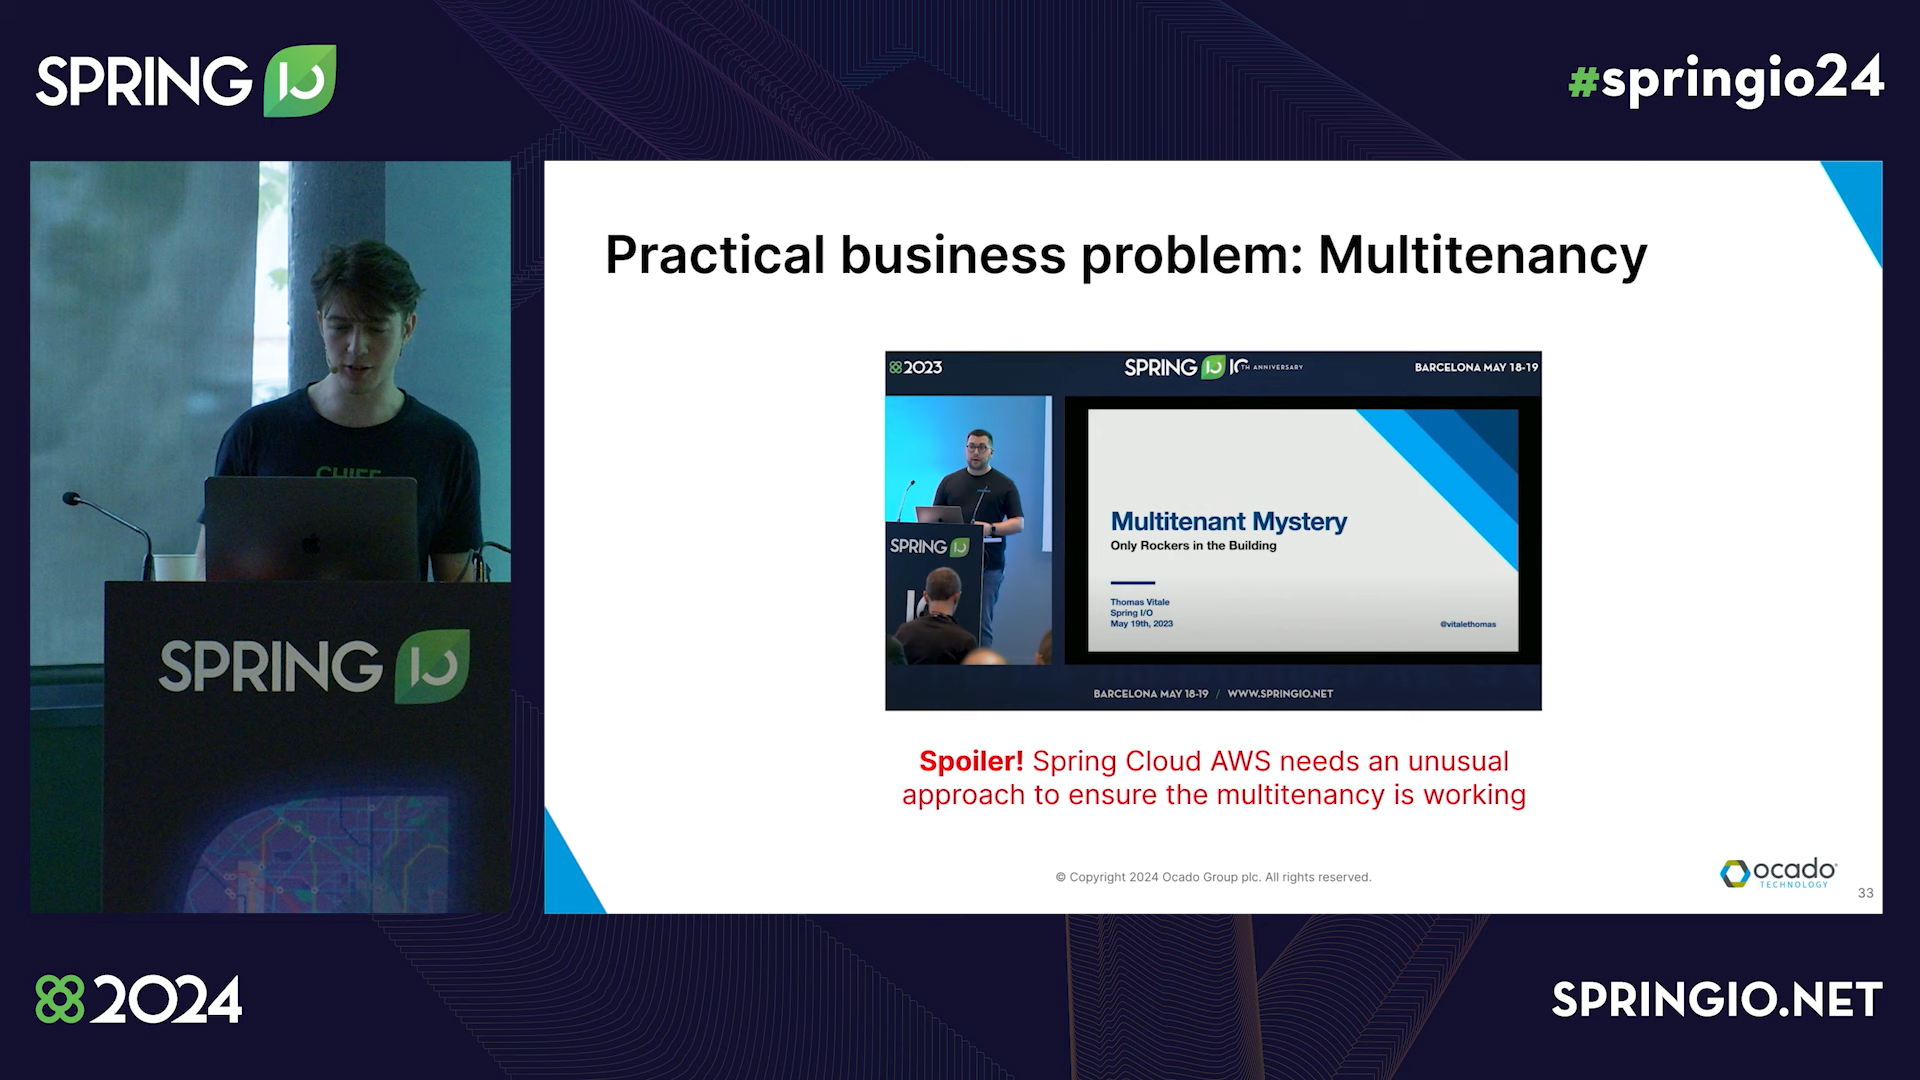 SPRING IO
#springio24
CHIEF
SPRING IO
Practical business problem: Multitenancy
2023
SPRING IO 10TH ANNIVERSARY
BARCELONA MAY 18-19
SPRING IO
Multitenant Mystery
Only Rockers in the Building
Thomas Vitale
Spring I/O
May 19th, 2023
@vitalethomas
BARCELONA MAY 18-19 / WWW.SPRINGIO.NET
Spoiler! Spring Cloud AWS needs an unusual
approach to ensure the multitenancy is working
© Copyright 2024 Ocado Group plc. All rights reserved.
ocado
TECHNOLOGY
33
2024
SPRINGIO.NET